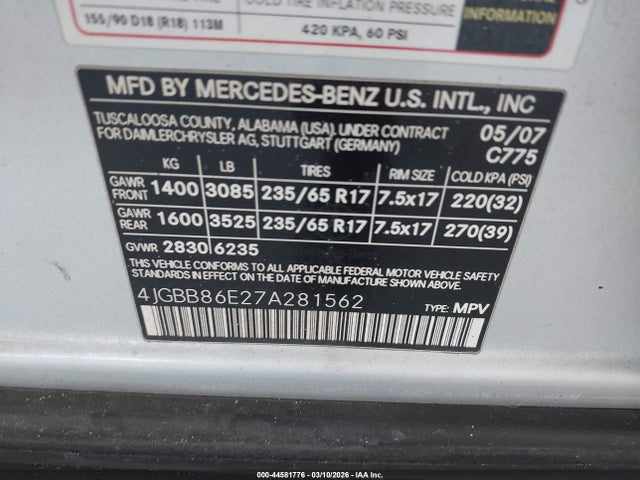 COLD TIRE INFLATION PRESSURE
155/90 D18 (R18) 113M
420 KPA, 60 PSI
INFORMATION
MFD BY MERCEDES-BENZ U.S. INTL., INC
TUSCALOOSA COUNTY, ALABAMA (USA). UNDER CONTRACT
FOR DAIMLERCHRYSLER AG, STUTTGART (GERMANY)
05/07
C775
KG LB TIRES RIM SIZE COLD KPA (PSI)
GAWR FRONT 1400 3085 235/65 R17 7.5x17 220(32)
GAWR REAR 1600 3525 235/65 R17 7.5x17 270(39)
GVWR 2830 6235
THIS VEHICLE CONFORMS TO ALL APPLICABLE FEDERAL MOTOR VEHICLE SAFETY
STANDARDS IN EFFECT ON THE DATE OF MANUFACTURE SHOWN ABOVE.
4JGBB86E27A281562
TYPE: MPV
000-44581776 — 03/10/2026 — IAA Inc.